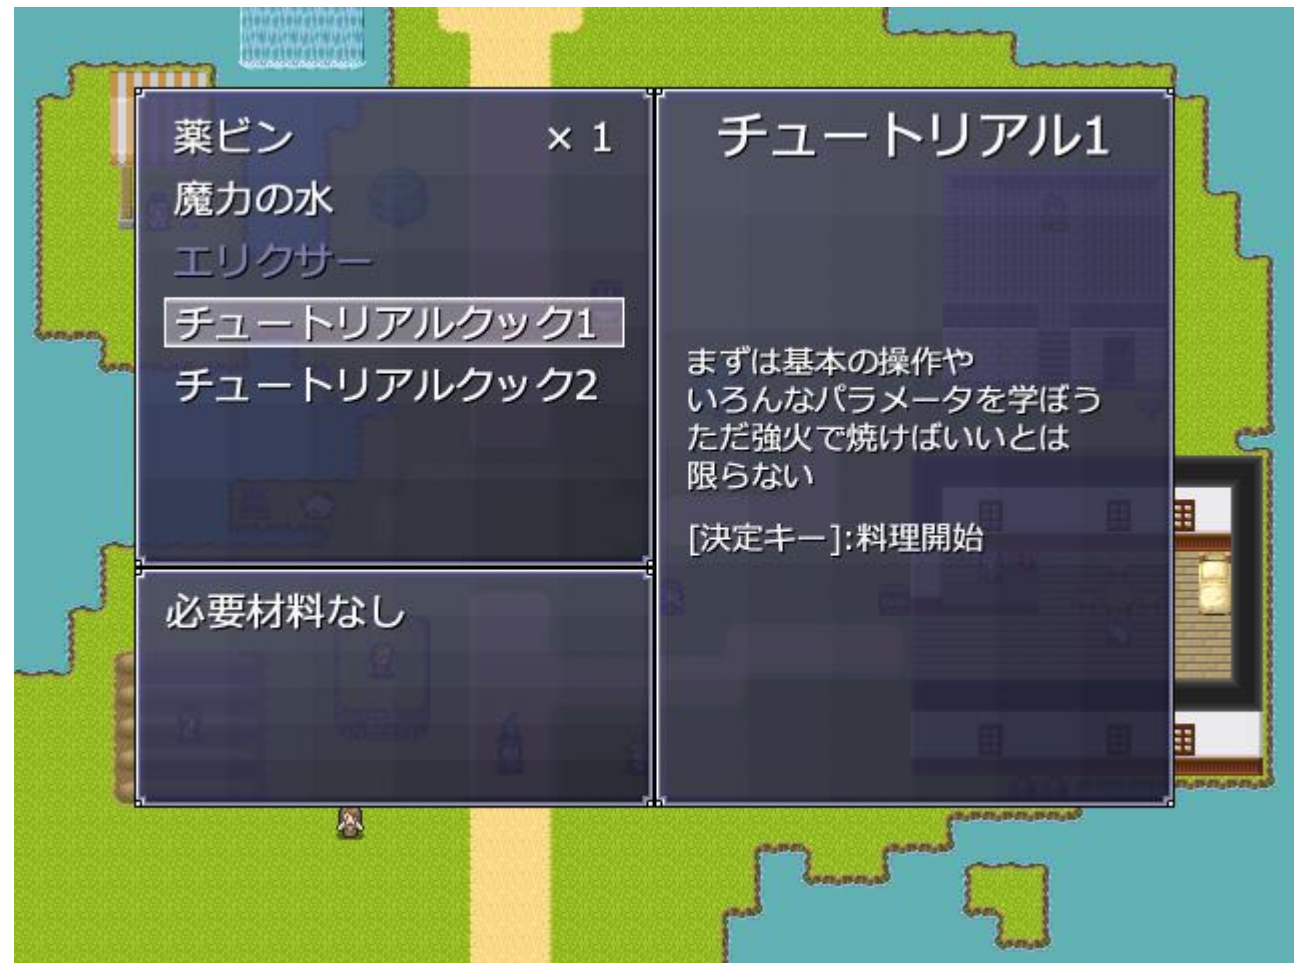 薬ビン × 1
魔力の水
エリクサー
チュートリアルクック1
チュートリアルクック2
必要材料なし
チュートリアル1
まずは基本の操作や
いろんなパラメータを学ぼう
ただ強火で焼けばいいとは
限らない
[決定キー]:料理開始